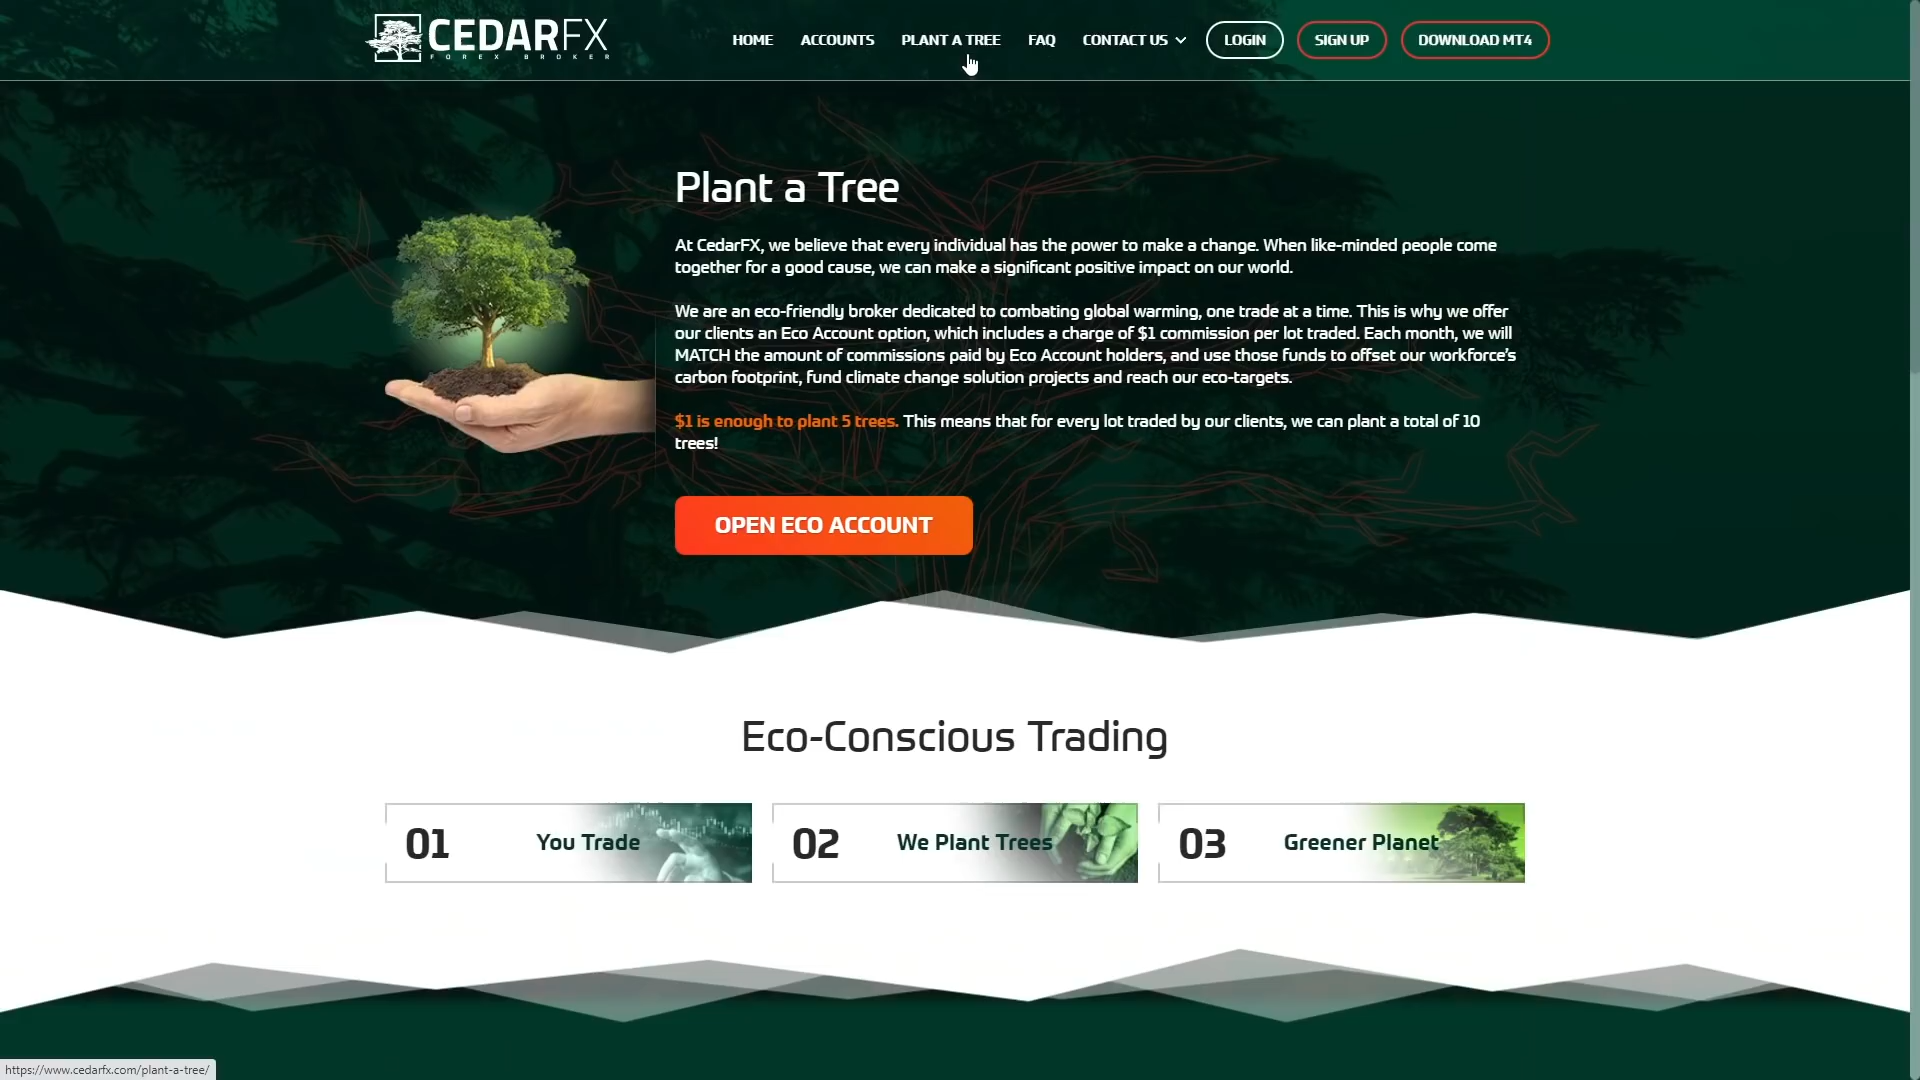 CEDARFX
FOREX BROKER
HOME
ACCOUNTS
PLANT A TREE
FAQ
CONTACT US
LOGIN
SIGN UP
DOWNLOAD MT4
Plant a Tree
At CedarFX, we believe that every individual has the power to make a change. When like-minded people come
together for a good cause, we can make a significant positive impact on our world.
We are an eco-friendly broker dedicated to combating global warming, one trade at a time. This is why we offer
our clients an Eco Account option, which includes a charge of $1 commission per lot traded. Each month, we will
MATCH the amount of commissions paid by Eco Account holders, and use those funds to offset our workforce's
carbon footprint, fund climate change solution projects and reach our eco-targets.
$1 is enough to plant 5 trees. This means that for every lot traded by our clients, we can plant a total of 10
trees!
OPEN ECO ACCOUNT
Eco-Conscious Trading
01 You Trade
02 We Plant Trees
03 Greener Planet
https://www.cedarfx.com/plant-a-tree/